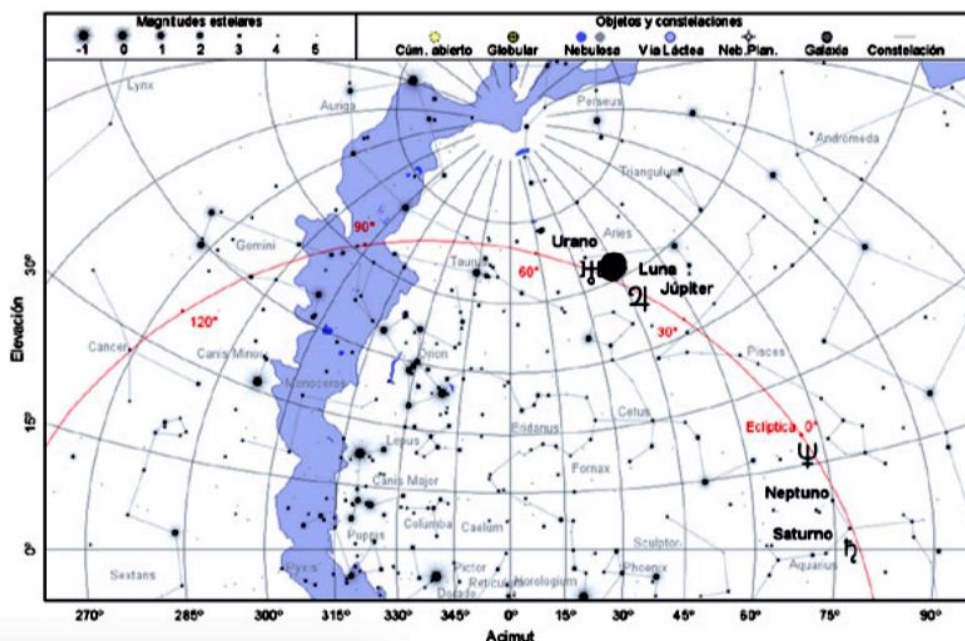 Magnitudes estelares
-1 0 1 2 3 4 5
Objetos y constelaciones
Cúm. abierto Globular Nebulosa Vía Láctea Neb.Plan. Galaxia Constelación
Lynx
Auriga
Perseus
Andromeda
Triangulum
90°
Gemini
Urano
Aries
Taurus
60°
Luna
Júpiter
30°
120°
30°
Cancer
Canis Minor
Orion
Pisces
Monoceros
Elevación
15°
Cetus
Eclíptica 0°
Lepus
Eridanus
Fornax
Canis Major
Neptuno
Columba
Caelum
Puppis
Saturno
0°
Sculptor
Aquarius
Sextans
Pyxis
Pictor
Phoenix
Reticulum
Horologium
Dorado
270° 285° 300° 315° 330° 345° 0° 15° 30° 45° 60° 75° 90°
Acimut